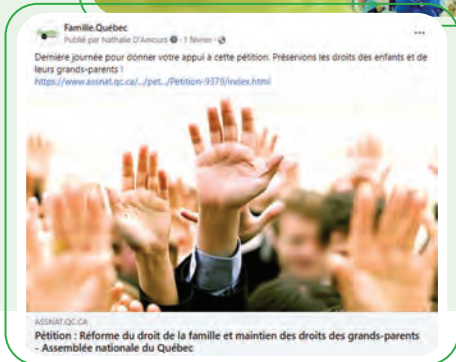 Famille.Québec
Publié par Nathalie D'Amours · 1 février ·
Dernière journée pour donner votre appui à cette pétition. Préservons les droits des enfants et de
leurs grands-parents !
https://www.assnat.qc.ca/.../pet.../Petition-9379/index.html
ASSNAT.QC.CA
Pétition : Réforme du droit de la famille et maintien des droits des grands-parents
- Assemblée nationale du Québec